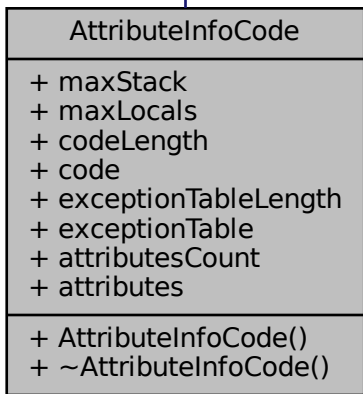 AttributeInfoCode
+ maxStack
+ maxLocals
+ codeLength
+ code
+ exceptionTableLength
+ exceptionTable
+ attributesCount
+ attributes
+ AttributeInfoCode()
+ ~AttributeInfoCode()